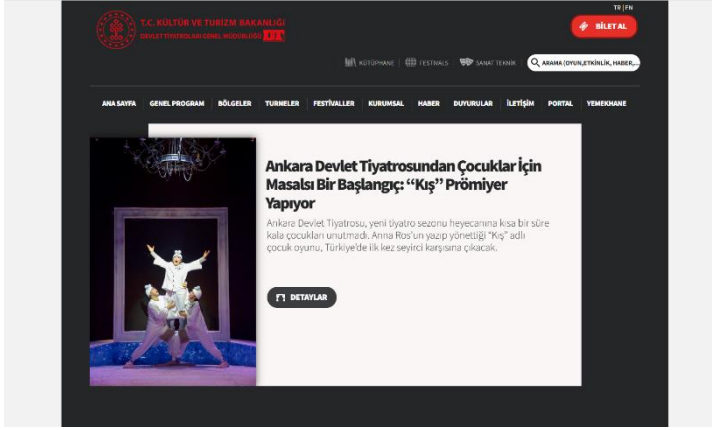 TR | EN
T.C. KÜLTÜR VE TURİZM BAKANLIĞI
DEVLET TİYATROLARI GENEL MÜDÜRLÜĞÜ
BİLET AL
KÜTÜPHANE
FESTIVALS
SANAT TEKNİK
ARAMA (OYUN,ETKİNLİK, HABER,...
ANA SAYFA GENEL PROGRAM BÖLGELER TURNELER FESTİVALLER KURUMSAL HABER DUYURULAR İLETİŞİM PORTAL YEMEKHANE
Ankara Devlet Tiyatrosundan Çocuklar İçin
Masalsı Bir Başlangıç: “Kış” Prömiyer
Yapıyor
Ankara Devlet Tiyatrosu, yeni tiyatro sezonu heyecanına kısa bir süre
kala çocukları unutmadı. Anna Ros'un yazıp yönettiği “Kış” adlı
çocuk oyunu, Türkiye'de ilk kez seyirci karşısına çıkacak.
DETAYLAR